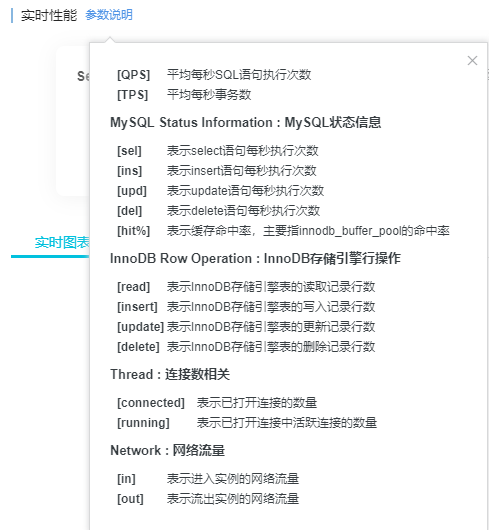 实时性能 参数说明
Se
[QPS] 平均每秒SQL语句执行次数
[TPS] 平均每秒事务数
MySQL Status Information : MySQL状态信息
[sel] 表示select语句每秒执行次数
[ins] 表示insert语句每秒执行次数
[upd] 表示update语句每秒执行次数
[del] 表示delete语句每秒执行次数
[hit%] 表示缓存命中率，主要指innodb_buffer_pool的命中率
实时图表
InnoDB Row Operation : InnoDB存储引擎行操作
[read] 表示InnoDB存储引擎表的读取记录行数
[insert] 表示InnoDB存储引擎表的写入记录行数
[update] 表示InnoDB存储引擎表的更新记录行数
[delete] 表示InnoDB存储引擎表的删除记录行数
Thread : 连接数相关
[connected] 表示已打开连接的数量
[running] 表示已打开连接中活跃连接的数量
Network : 网络流量
[in] 表示进入实例的网络流量
[out] 表示流出实例的网络流量